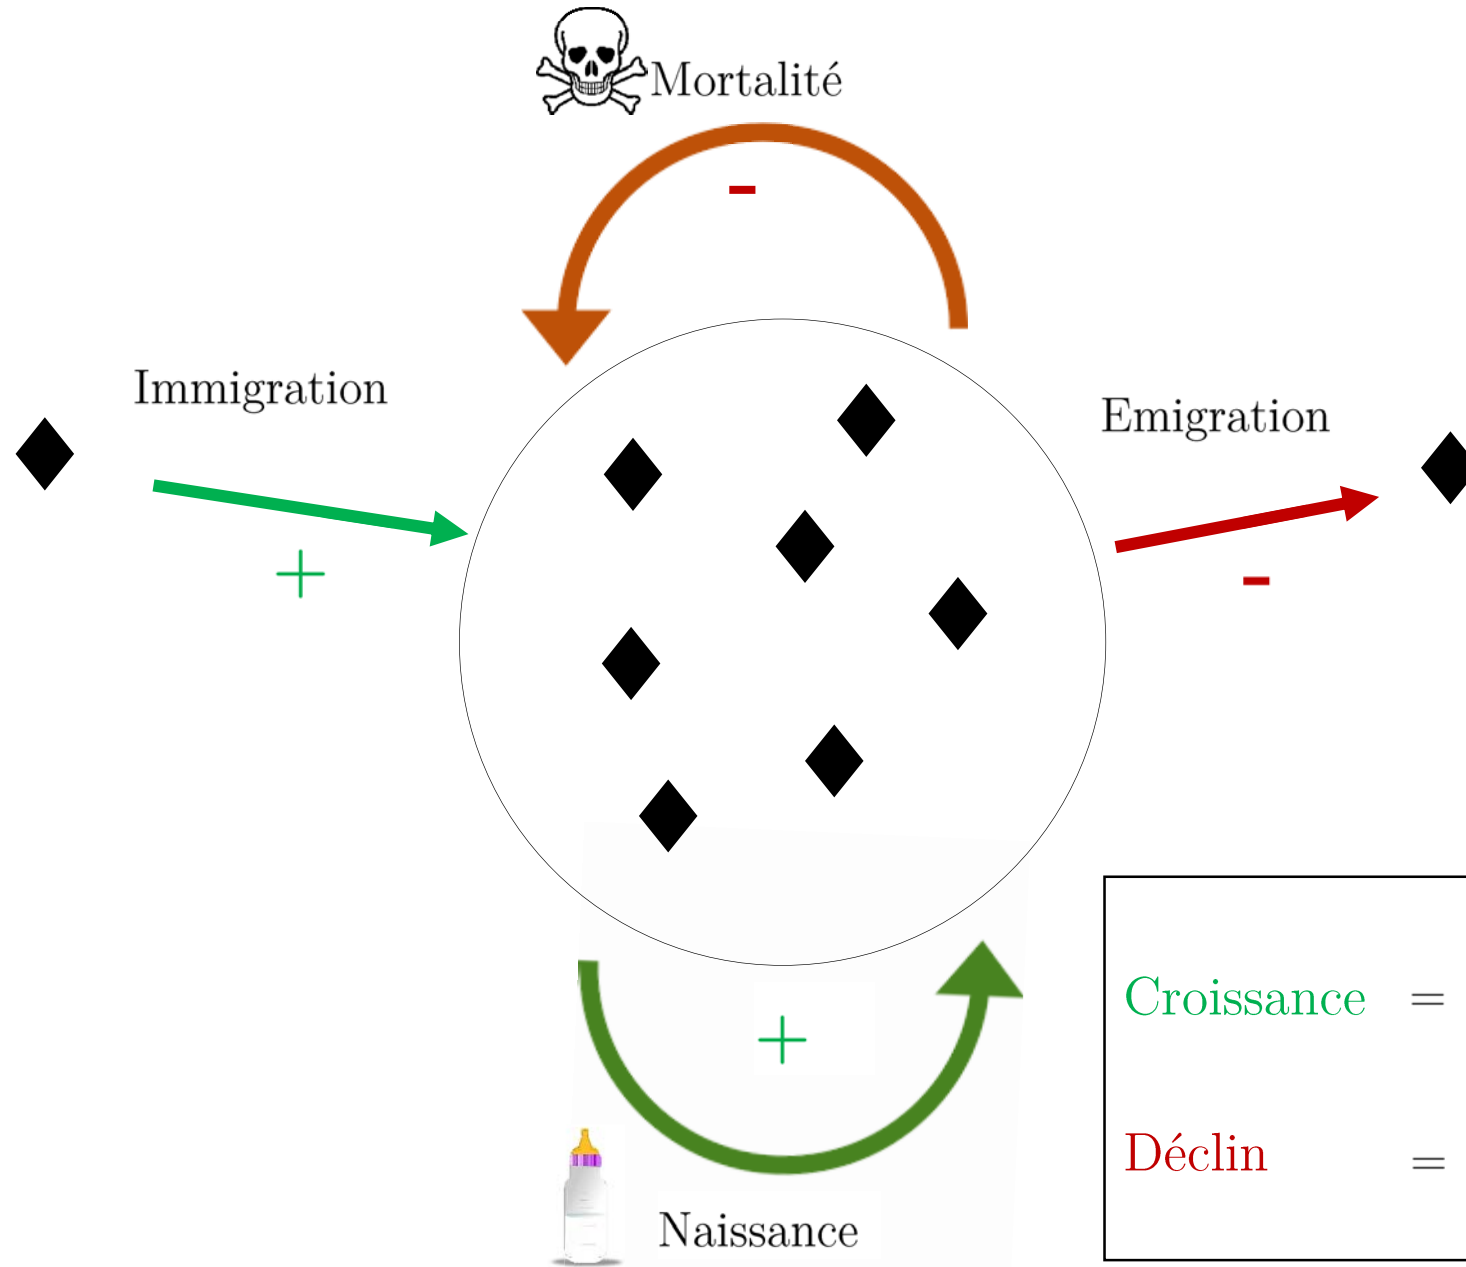 Mortalité
-
Immigration
Emigration
+
-
Croissance =
+
Déclin =
Naissance